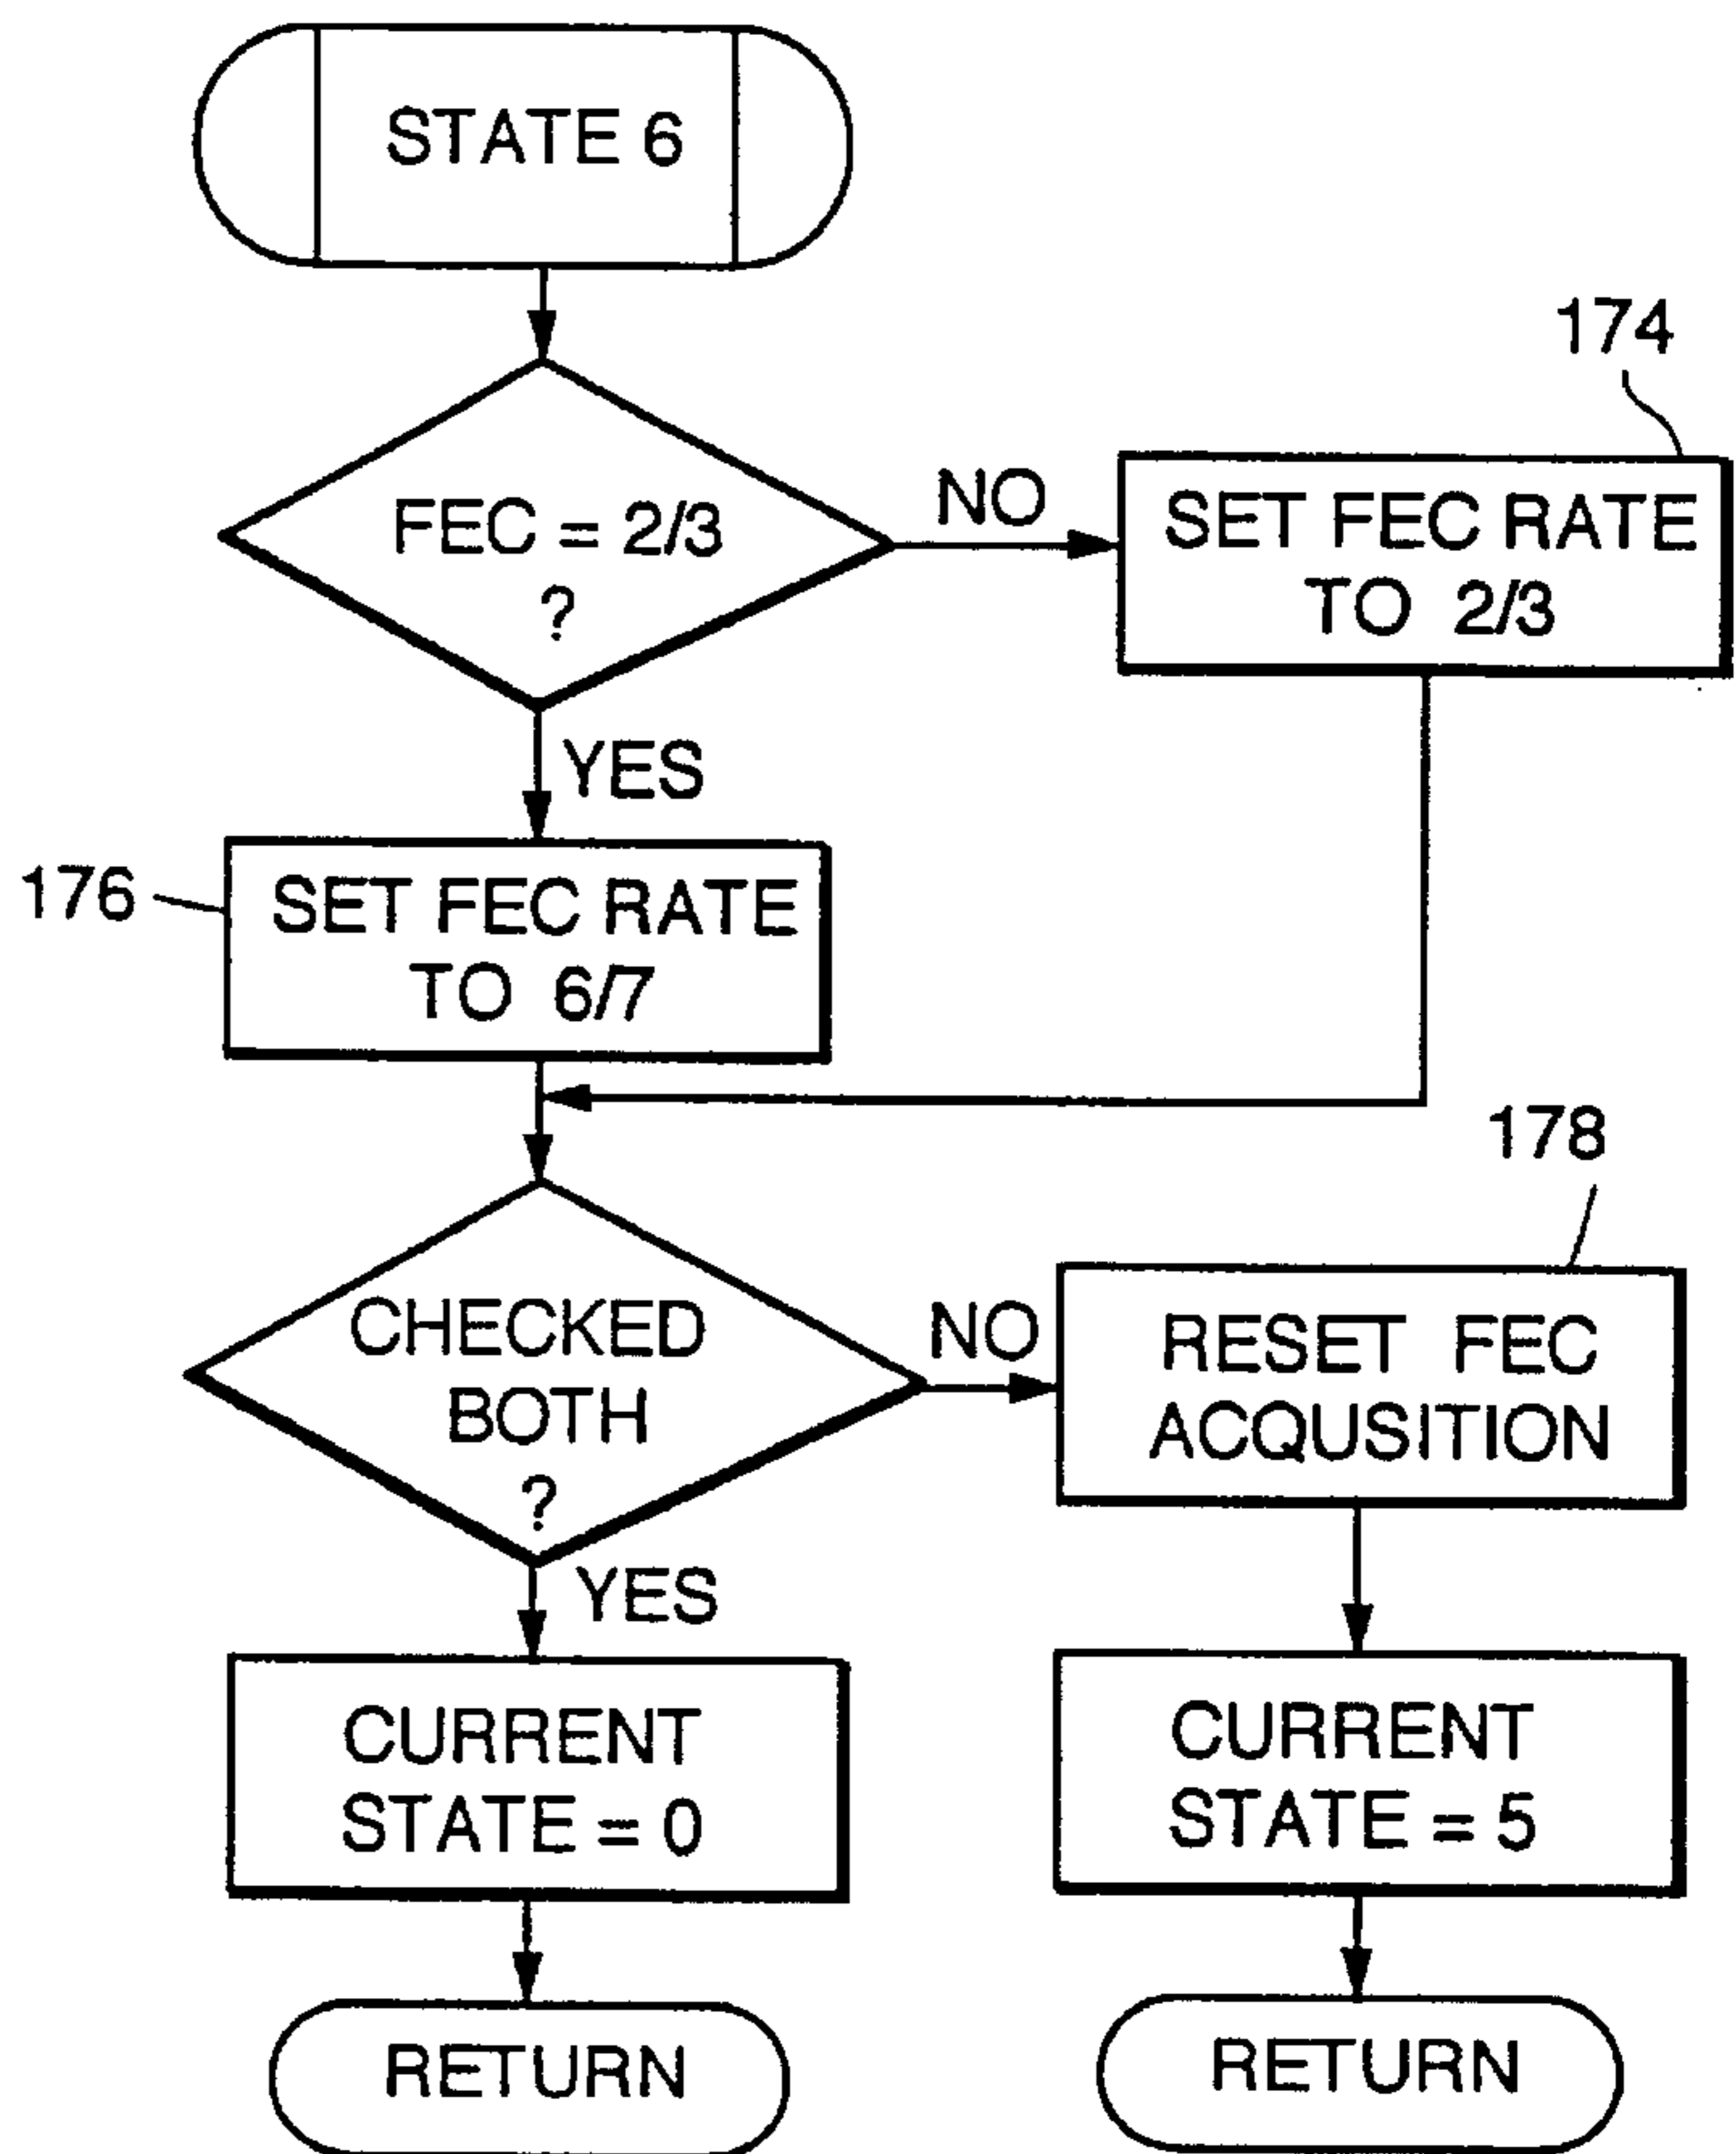 STATE 6
174
FEC = 2/3
?
NO
SET FEC RATE
TO 2/3
YES
176
SET FEC RATE
TO 6/7
178
CHECKED
BOTH
?
NO
RESET FEC
ACQUSITION
YES
CURRENT
STATE = 0
CURRENT
STATE = 5
RETURN
RETURN